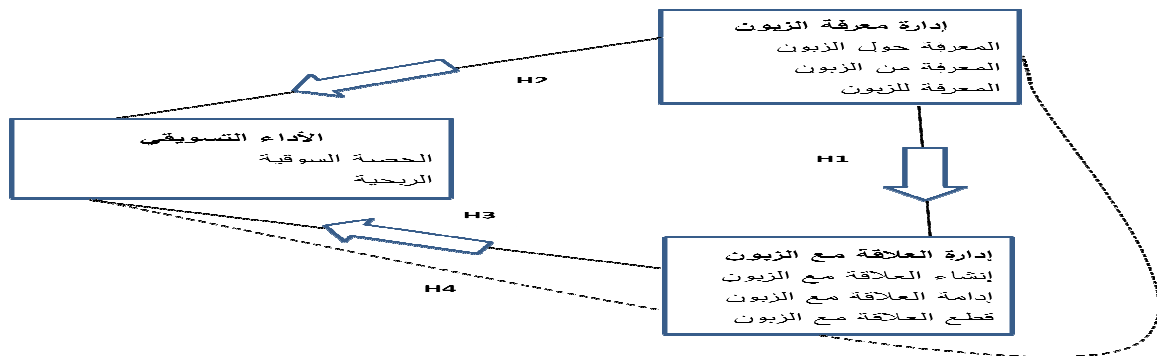 إدارة معرفة الزبون
المعرفة حول الزبون
المعرفة من الزبون
المعرفة للزبون
H2
H1
الأداء التسويقي
الحصة السوقية
الربحية
H3
H4
إدارة العلاقة مع الزبون
إنشاء العلاقة مع الزبون
إدامة العلاقة مع الزبون
قطع العلاقة مع الزبون